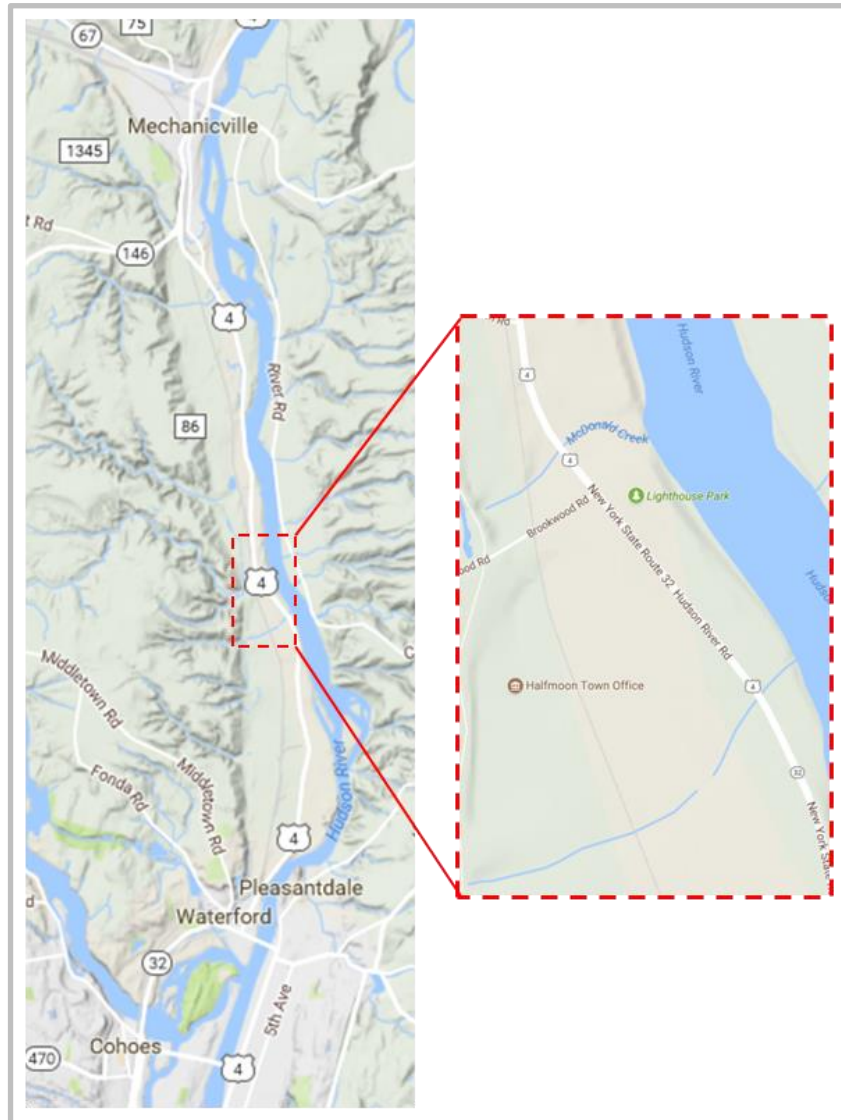 75
4
67
Mechanicville
1345
t Rd
146
4
River Rd
86
4
C
Middletown Rd
Middletown Rd
Fonda Rd
Hudson River
4
Pleasantdale
Waterford
d
32
5th Ave
Cohoes
470
4
Rd
Hudson River
4
McDonald Creek
4
Lighthouse Park
Brookwood Rd
ood Rd
New York State Route 32 Hudson River Rd
Hudso
Halfmoon Town Office
4
32
New York State